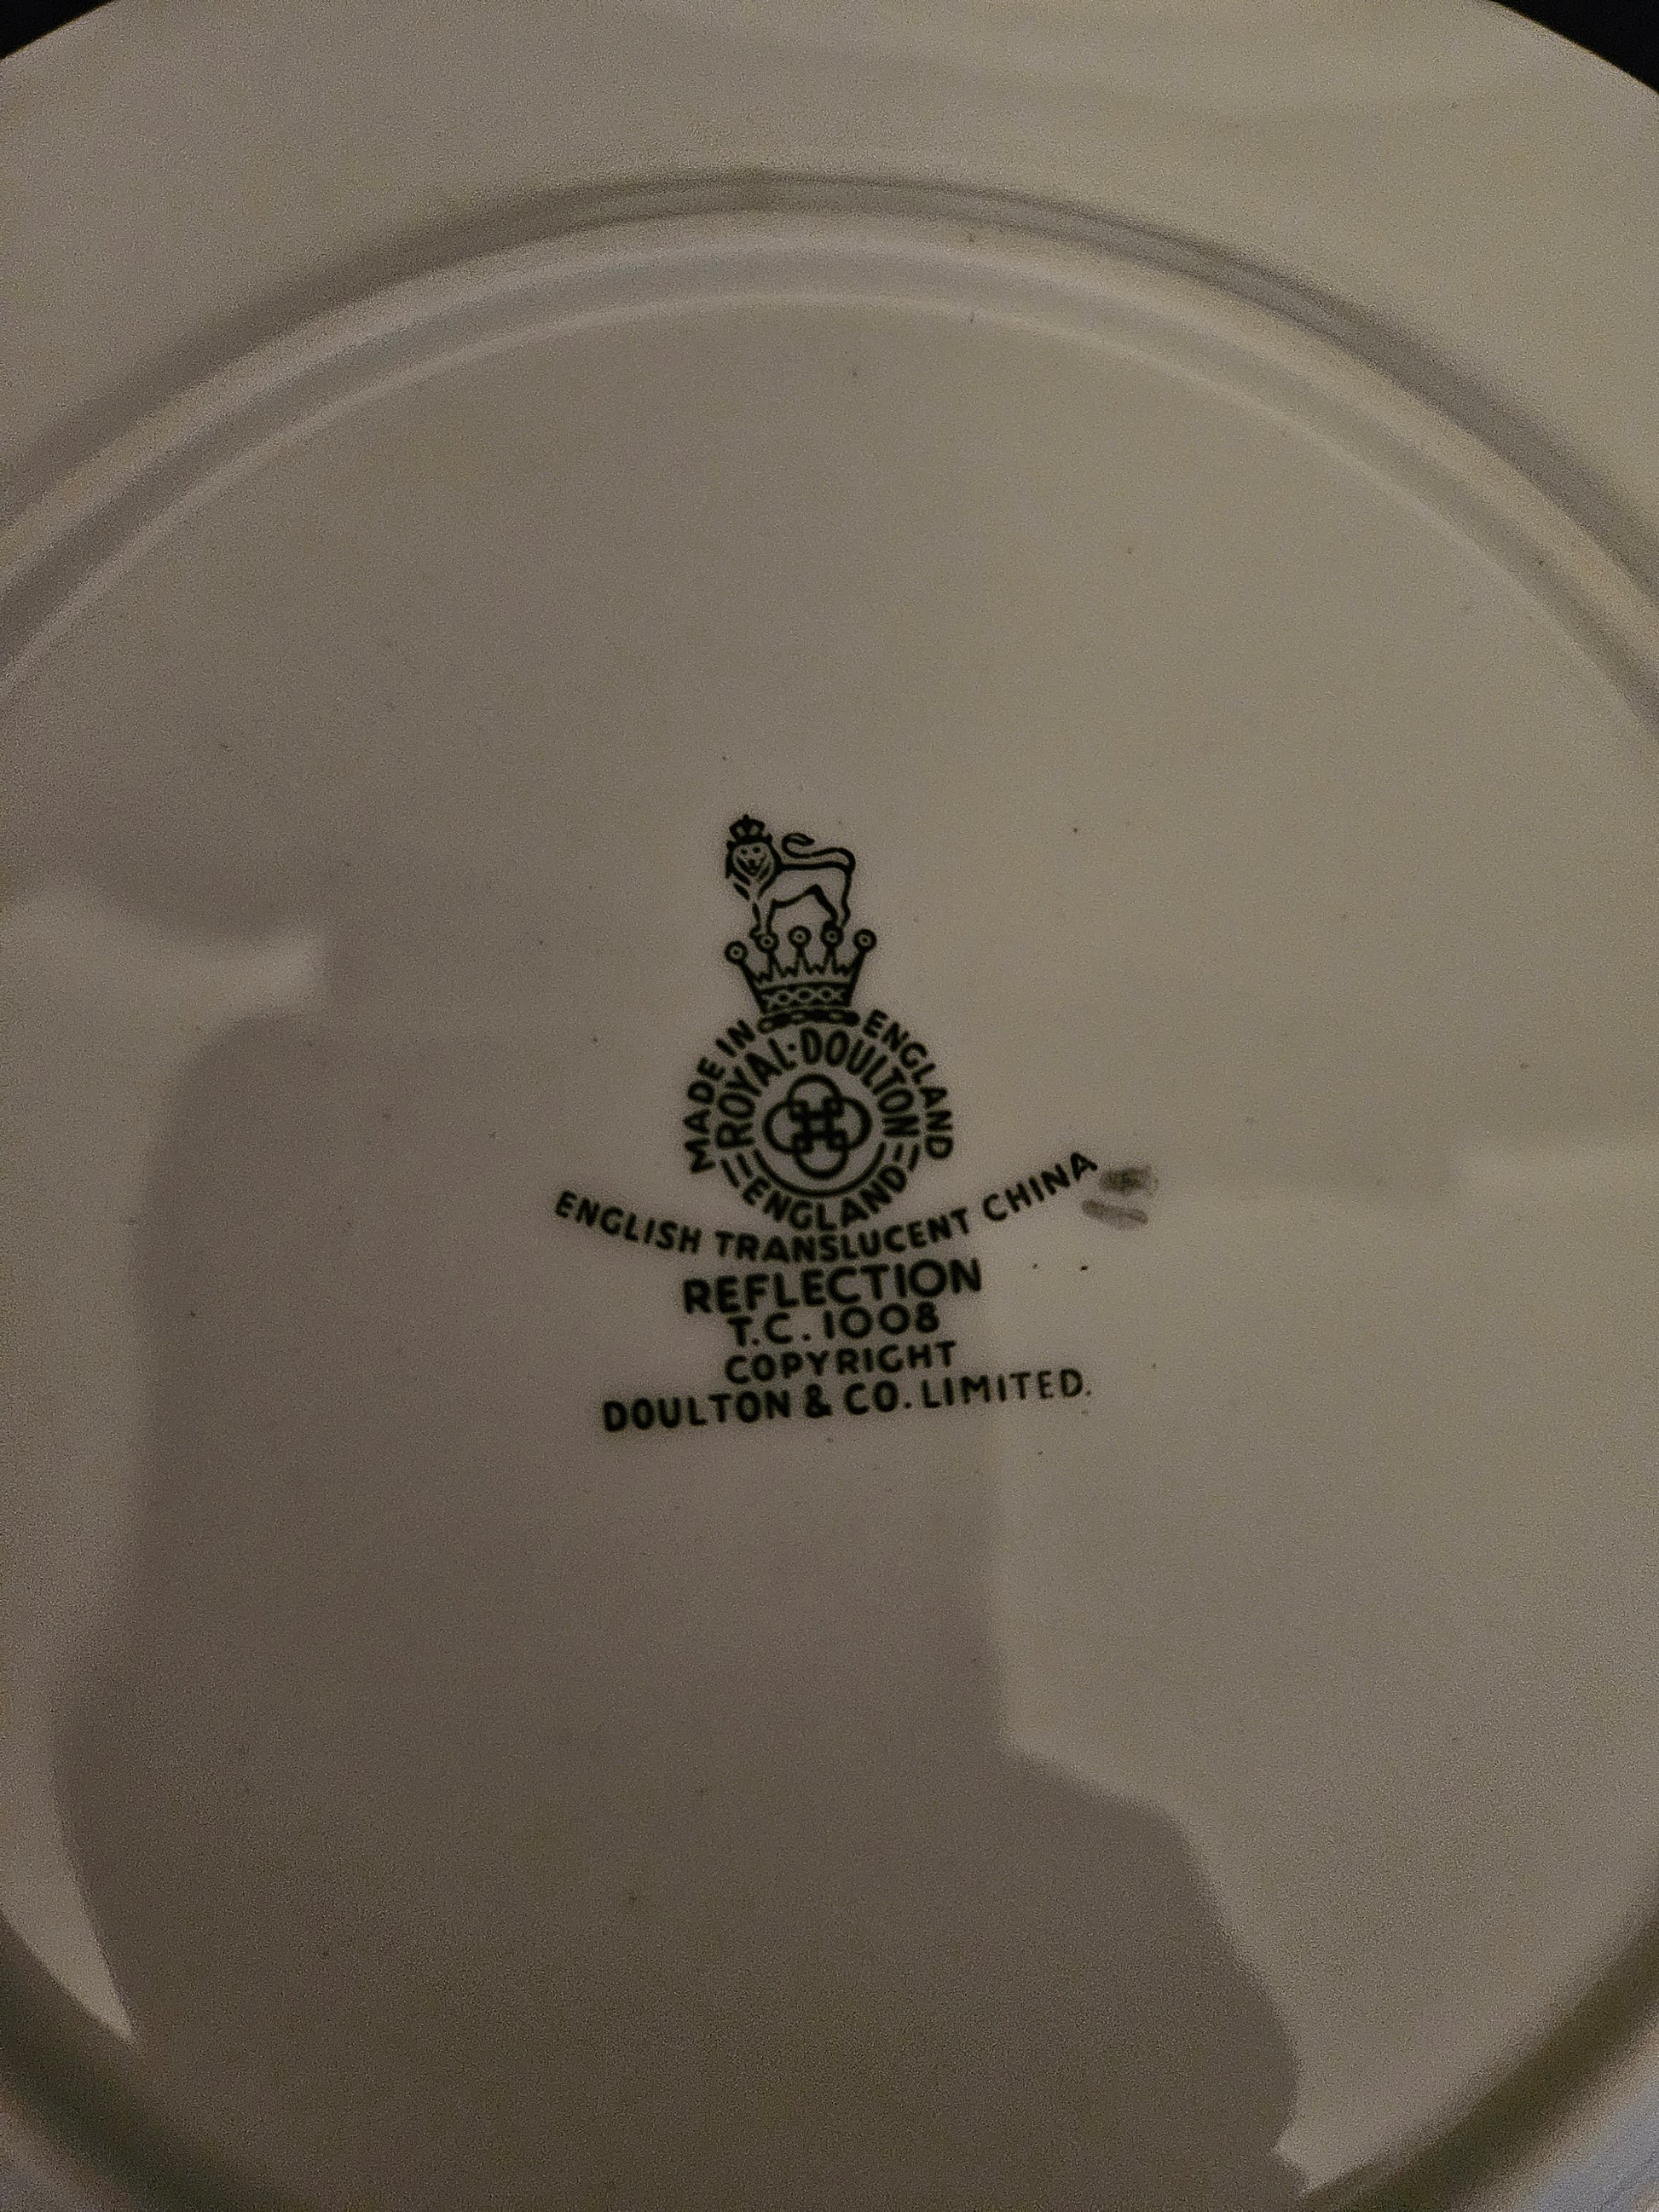 MADE IN ENGLAND
ROYAL·DOULTON
ENGLAND
ENGLISH TRANSLUCENT CHINA
REFLECTION
T.C.1008
COPYRIGHT
DOULTON & CO. LIMITED.